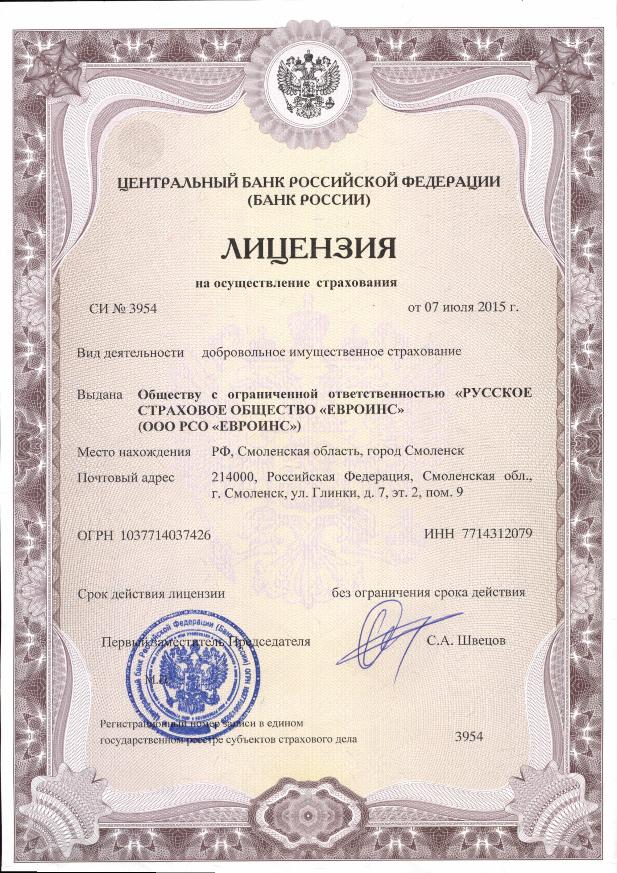 ЦЕНТРАЛЬНЫЙ БАНК РОССИЙСКОЙ ФЕДЕРАЦИИ
(БАНК РОССИИ)
ЛИЦЕНЗИЯ
на осуществление страхования
СИ № 3954 от 07 июля 2015 г.
Вид деятельности добровольное имущественное страхование
Выдана Обществу с ограниченной ответственностью «РУССКОЕ
СТРАХОВОЕ ОБЩЕСТВО «ЕВРОИНС»
(ООО РСО «ЕВРОИНС»)
Место нахождения РФ, Смоленская область, город Смоленск
Почтовый адрес 214000, Российская Федерация, Смоленская обл.,
г. Смоленск, ул. Глинки, д. 7, эт. 2, пом. 9
ОГРН 1037714037426 ИНН 7714312079
Срок действия лицензии без ограничения срока действия
Первый заместитель Председателя С.А. Швецов
М.П.
Центральный банк Российской Федерации (Банк России)
Регистрационный номер записи в едином
государственном реестре субъектов страхового дела 3954